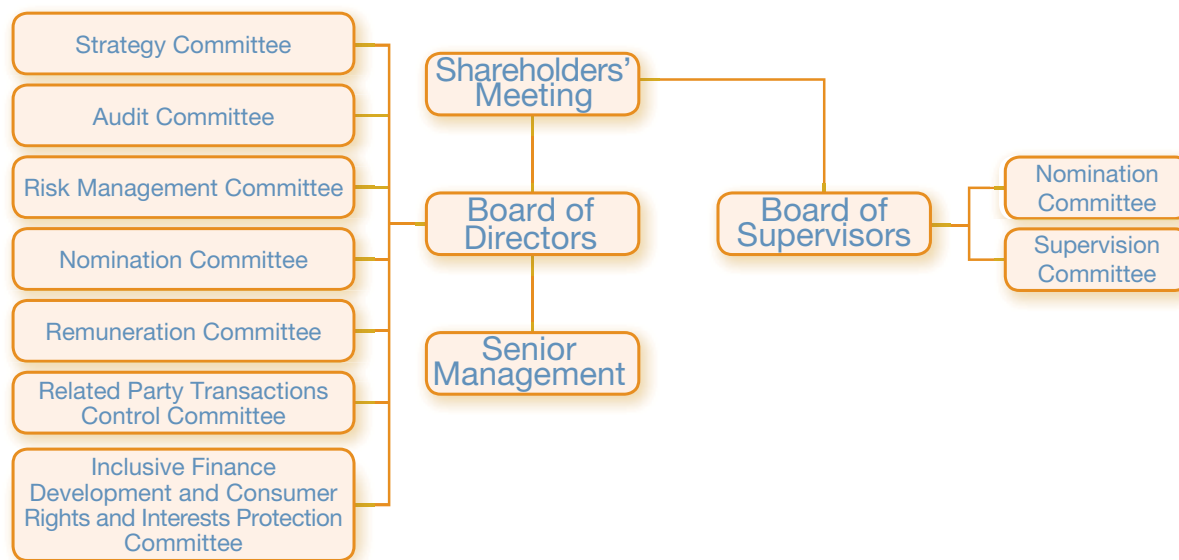 Strategy Committee
Audit Committee
Risk Management Committee
Nomination Committee
Remuneration Committee
Related Party Transactions
Control Committee
Inclusive Finance
Development and Consumer
Rights and Interests Protection
Committee
Shareholders’
Meeting
Board of
Directors
Senior
Management
Board of
Supervisors
Nomination
Committee
Supervision
Committee